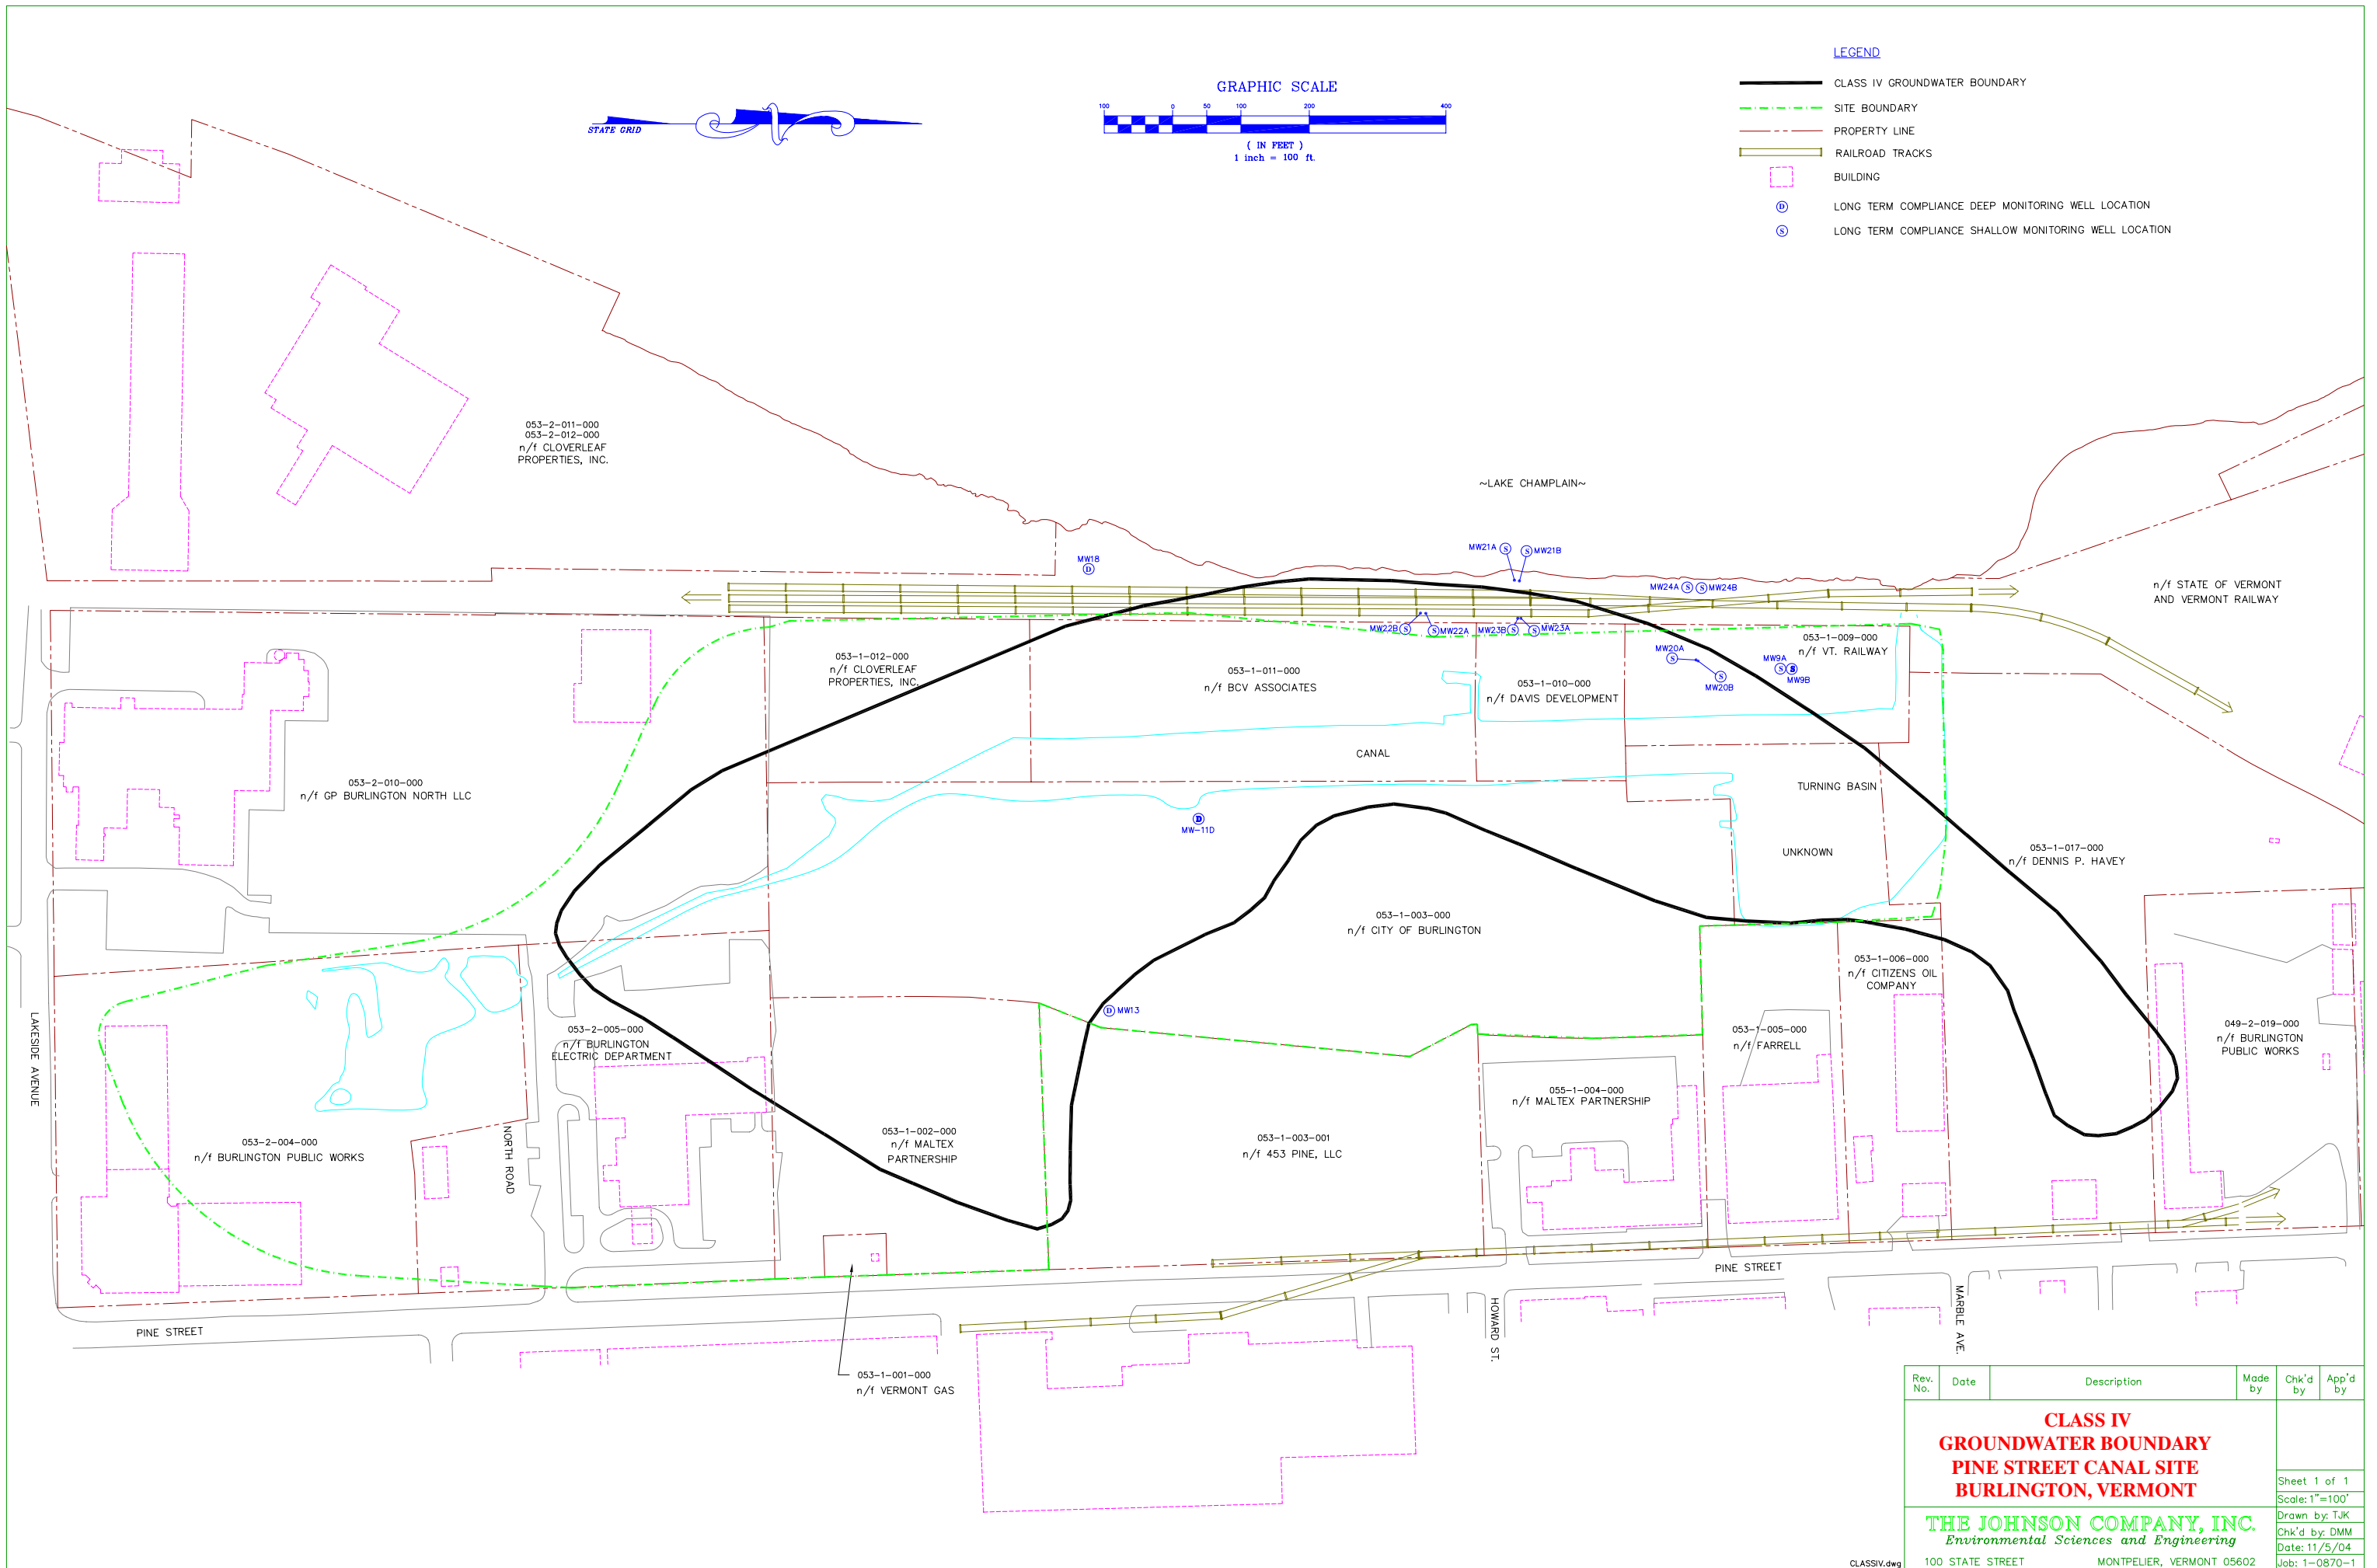 LEGEND
CLASS IV GROUNDWATER BOUNDARY
SITE BOUNDARY
PROPERTY LINE
RAILROAD TRACKS
BUILDING
D LONG TERM COMPLIANCE DEEP MONITORING WELL LOCATION
S LONG TERM COMPLIANCE SHALLOW MONITORING WELL LOCATION
STATE GRID
GRAPHIC SCALE
100 0 50 100 200 400
( IN FEET )
1 inch = 100 ft.
053-2-011-000
053-2-012-000
n/f CLOVERLEAF
PROPERTIES, INC.
~LAKE CHAMPLAIN~
MW18
D
MW21A S
S MW21B
MW24A S
S MW24B
n/f STATE OF VERMONT
AND VERMONT RAILWAY
MW22B S
S MW22A
MW23B S
S MW23A
053-1-009-000
n/f VT. RAILWAY
MW20A
S
S
MW20B
MW9A
S S
MW9B
053-1-012-000
n/f CLOVERLEAF
PROPERTIES, INC.
053-1-011-000
n/f BCV ASSOCIATES
053-1-010-000
n/f DAVIS DEVELOPMENT
CANAL
TURNING BASIN
053-2-010-000
n/f GP BURLINGTON NORTH LLC
D
MW-11D
UNKNOWN
053-1-017-000
n/f DENNIS P. HAVEY
053-1-003-000
n/f CITY OF BURLINGTON
053-1-006-000
n/f CITIZENS OIL
COMPANY
D MW13
LAKESIDE AVENUE
053-2-005-000
n/f BURLINGTON
ELECTRIC DEPARTMENT
053-1-005-000
n/f FARRELL
049-2-019-000
n/f BURLINGTON
PUBLIC WORKS
055-1-004-000
n/f MALTEX PARTNERSHIP
053-2-004-000
n/f BURLINGTON PUBLIC WORKS
NORTH ROAD
053-1-002-000
n/f MALTEX
PARTNERSHIP
053-1-003-001
n/f 453 PINE, LLC
PINE STREET
PINE STREET
HOWARD ST.
MARBLE AVE.
053-1-001-000
n/f VERMONT GAS
Rev. No. Date Description Made by Chk'd by App'd by
CLASS IV
GROUNDWATER BOUNDARY
PINE STREET CANAL SITE
BURLINGTON, VERMONT
Sheet 1 of 1
Scale: 1"=100'
Drawn by: TJK
Chk'd by: DMM
Date: 11/5/04
Job: 1-0870-1
THE JOHNSON COMPANY, INC.
Environmental Sciences and Engineering
100 STATE STREET MONTPELIER, VERMONT 05602
CLASSIV.dwg